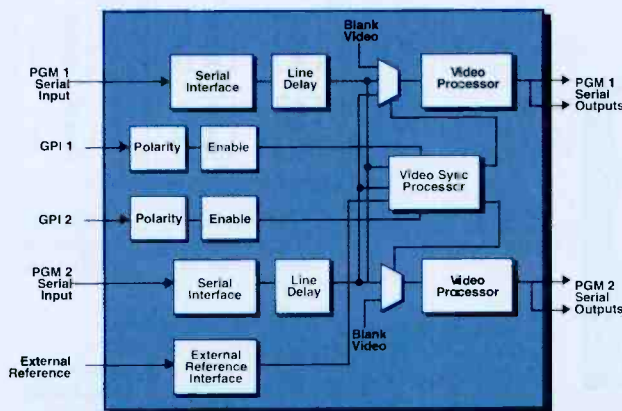 Blank
Video
PGM 1
Serial
Input
Serial
Interface
Line
Delay
Video
Processor
PGM 1
Serial
Outputs
GPI 1
Polarity
Enable
Video Sync
Processor
GPI 2
Polarity
Enable
PGM 2
Serial
Input
Serial
Interface
Line
Delay
Video
Processor
PGM 2
Serial
Outputs
Blank
Video
External
Reference
External
Reference
Interface